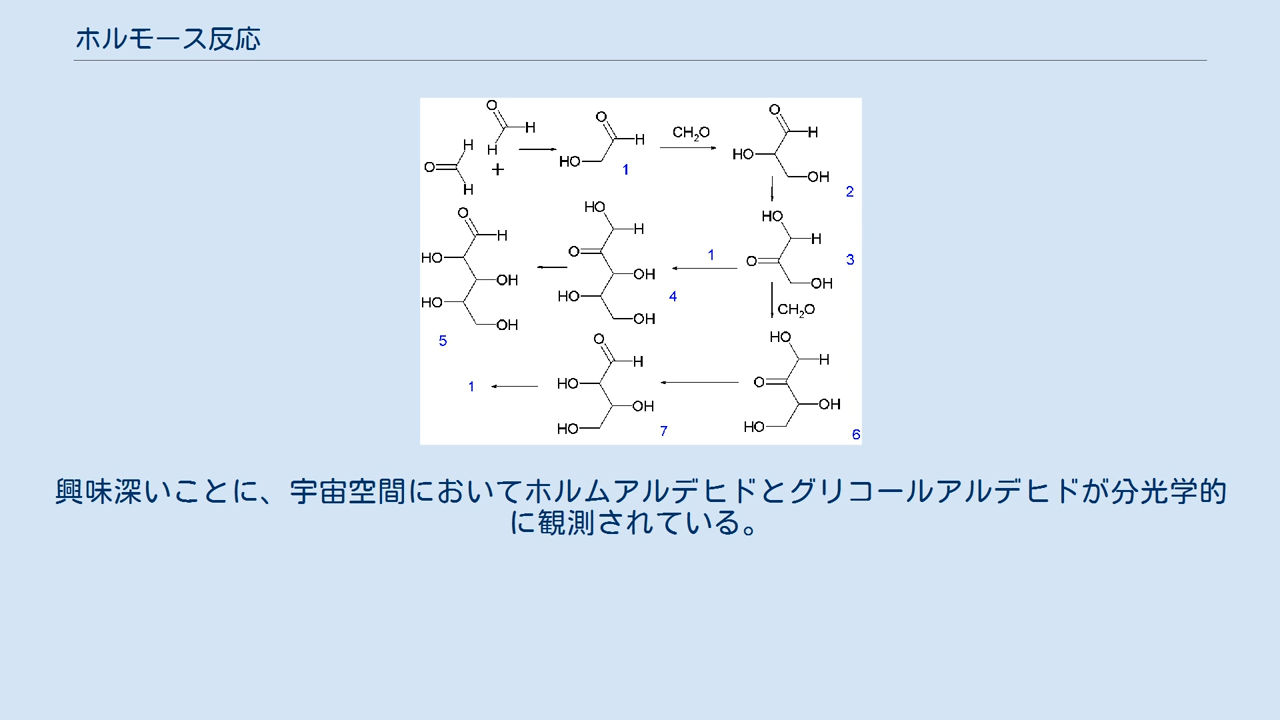 ホルモース反応
O H H O H H + O H HO 1 CH2O O H HO OH 2
O H HO OH HO OH 5 HO H O OH HO OH 4 1 HO H O OH 3
CH2O
1 O H HO OH HO 7 HO H O OH HO 6
興味深いことに、宇宙空間においてホルムアルデヒドとグリコールアルデヒドが分光学的
に観測されている。